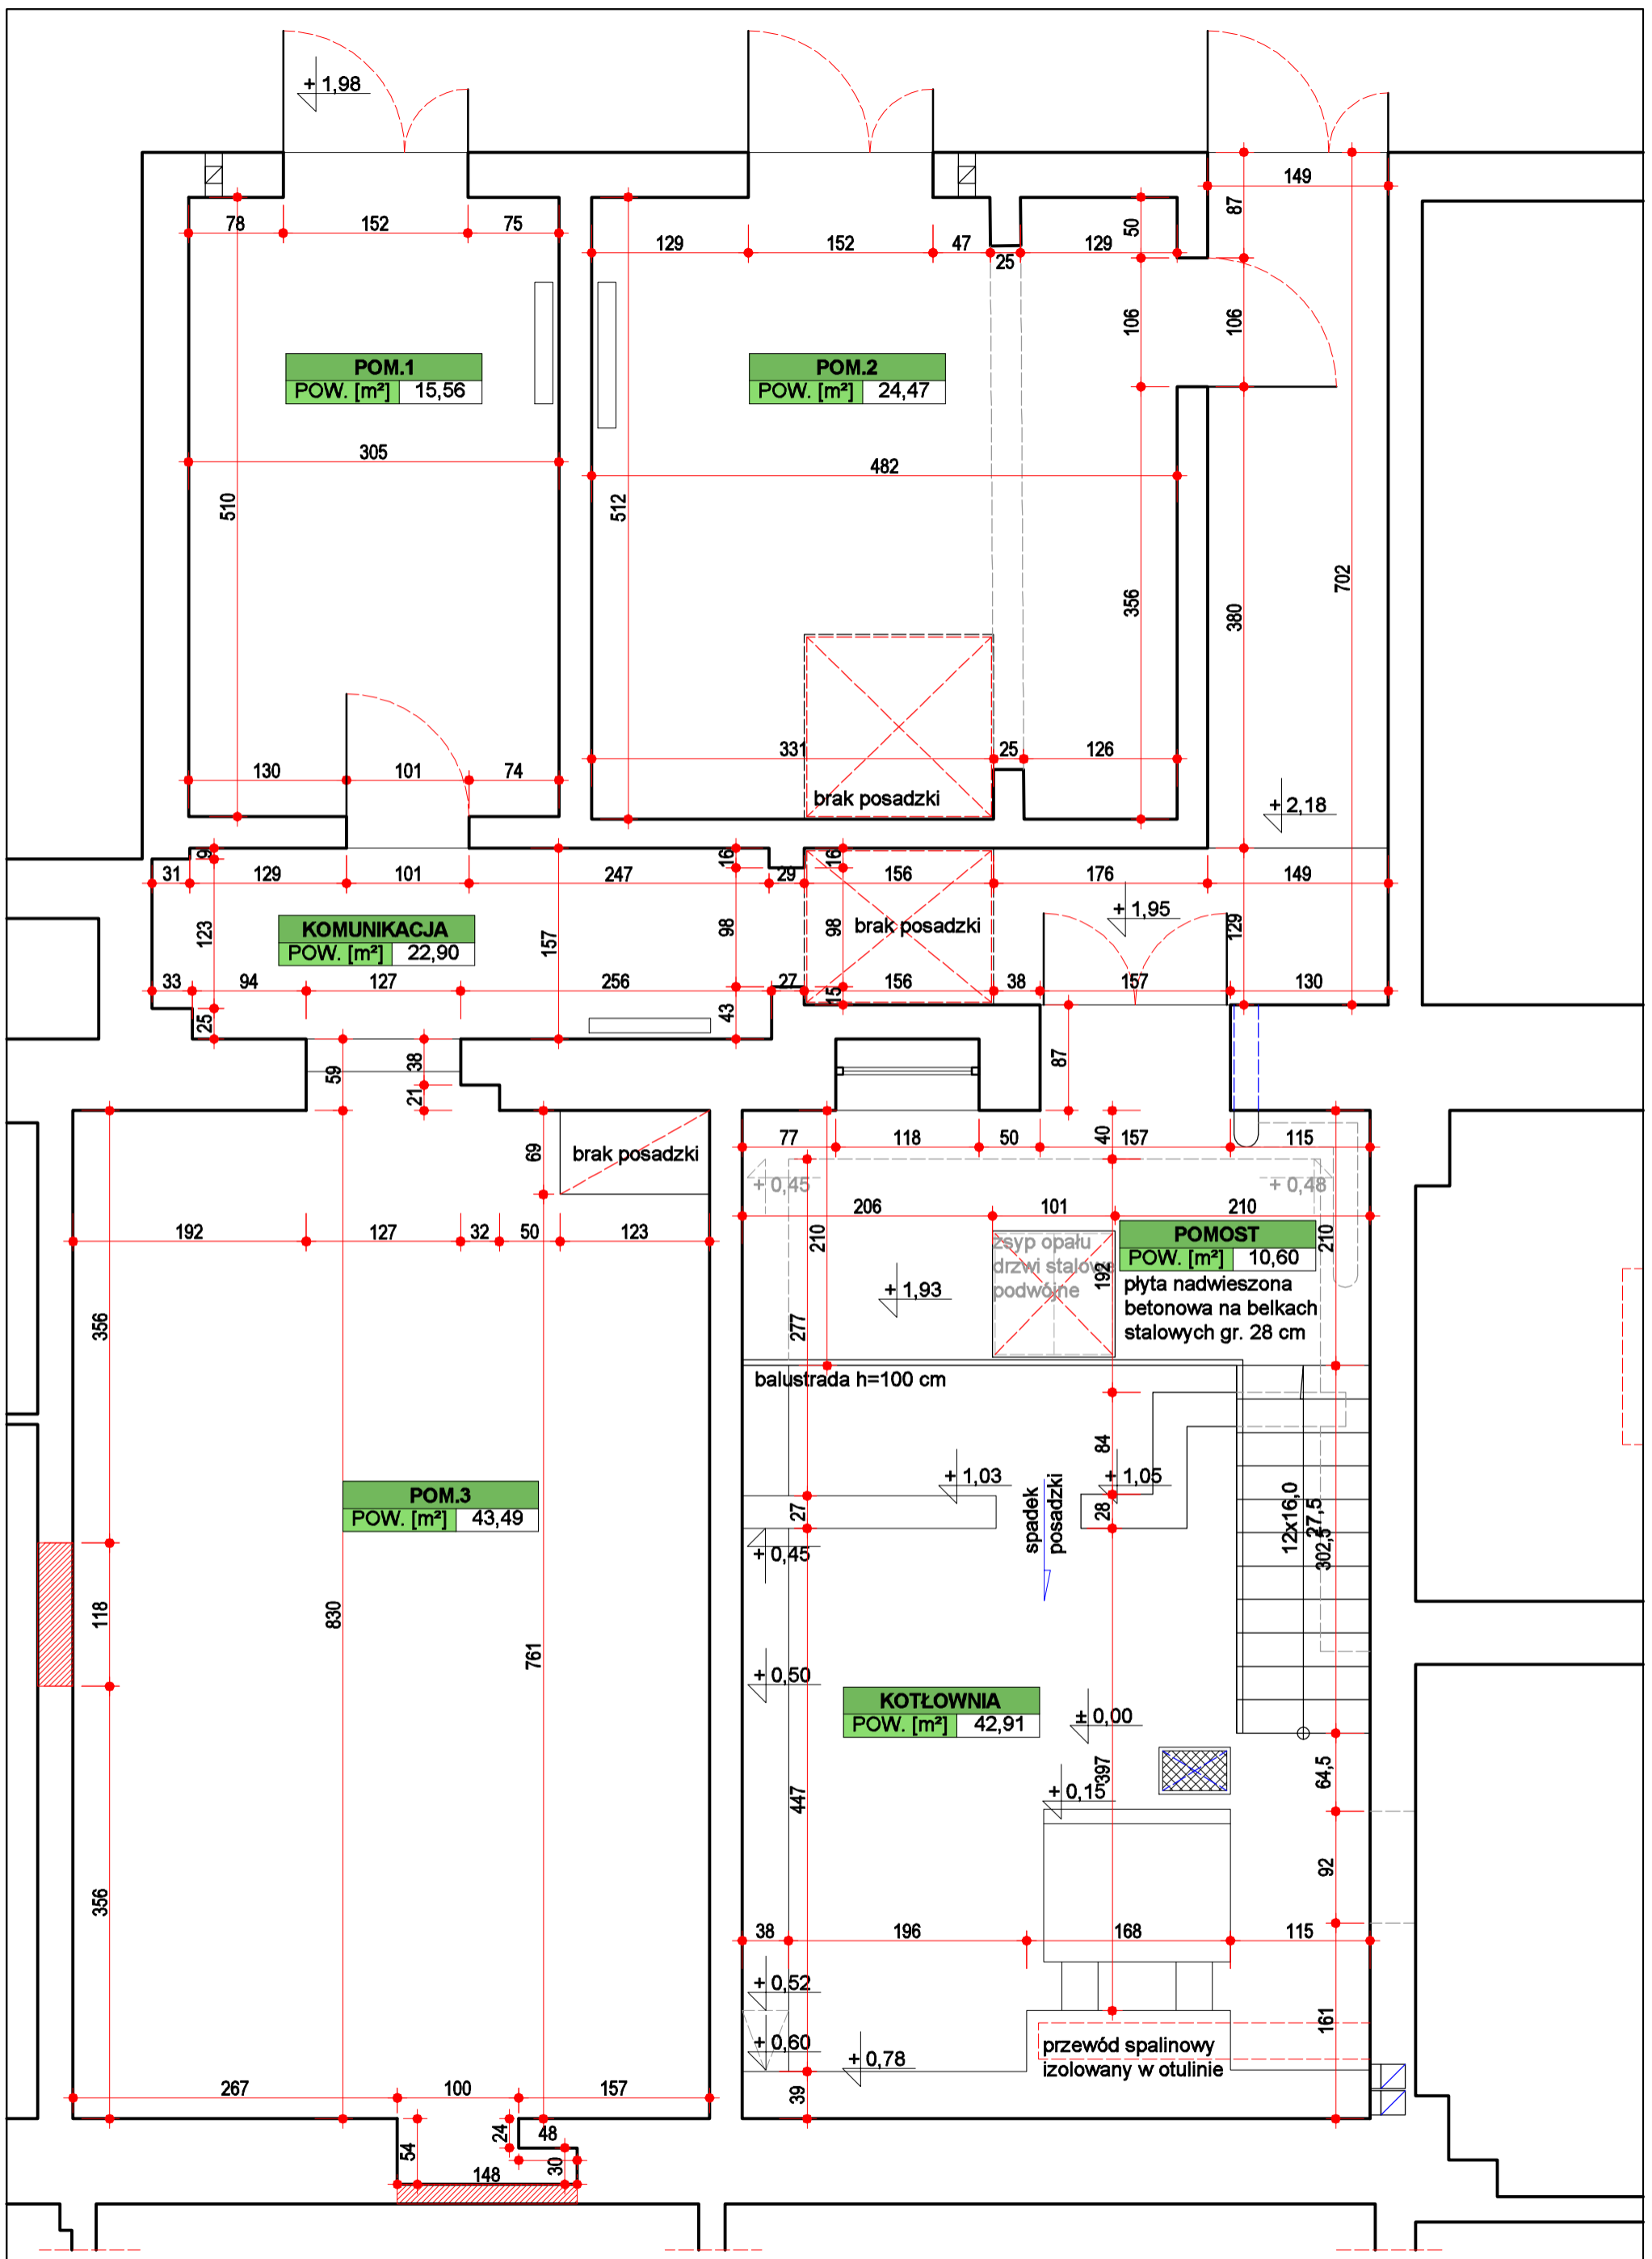 + 1,98
149
87
78 152 75
129 152 47 25 129
50
106
106
POM.1
POW. [m²] 15,56
POM.2
POW. [m²] 24,47
305
482
510
512
702
356
380
331 25 126
130 101 74
brak posadzki
+ 2,18
9
16
16
31 129 101 247 29 156 176 149
+ 1,95
KOMUNIKACJA
POW. [m²] 22,90
123
157
98
98
brak posadzki
129
33 94 127 256 27 156 38 157 130
25
43
15
87
59
38
21
69
brak posadzki
77 118 50 40 157 115
+ 0,45
+ 0,48
206 101 210
192 127 32 50 123
210
210
POMOST
POW. [m²] 10,60
zsyp opału
drzwi stalowe
podwójne
192
płyta nadwieszona
betonowa na belkach
stalowych gr. 28 cm
+ 1,93
277
356
balustrada h=100 cm
84
+ 1,03
+ 1,05
spadek
posadzki
27
28
12x16,0
27,5
302,5
POM.3
POW. [m²] 43,49
+ 0,45
118
830
761
+ 0,50
KOTŁOWNIA
POW. [m²] 42,91
± 0,00
397
64,5
+ 0,15
447
92
356
38 196 168 115
+ 0,52
161
+ 0,60
+ 0,78
przewód spalinowy
izolowany w otulinie
39
267 100 157
54
24
48
30
148